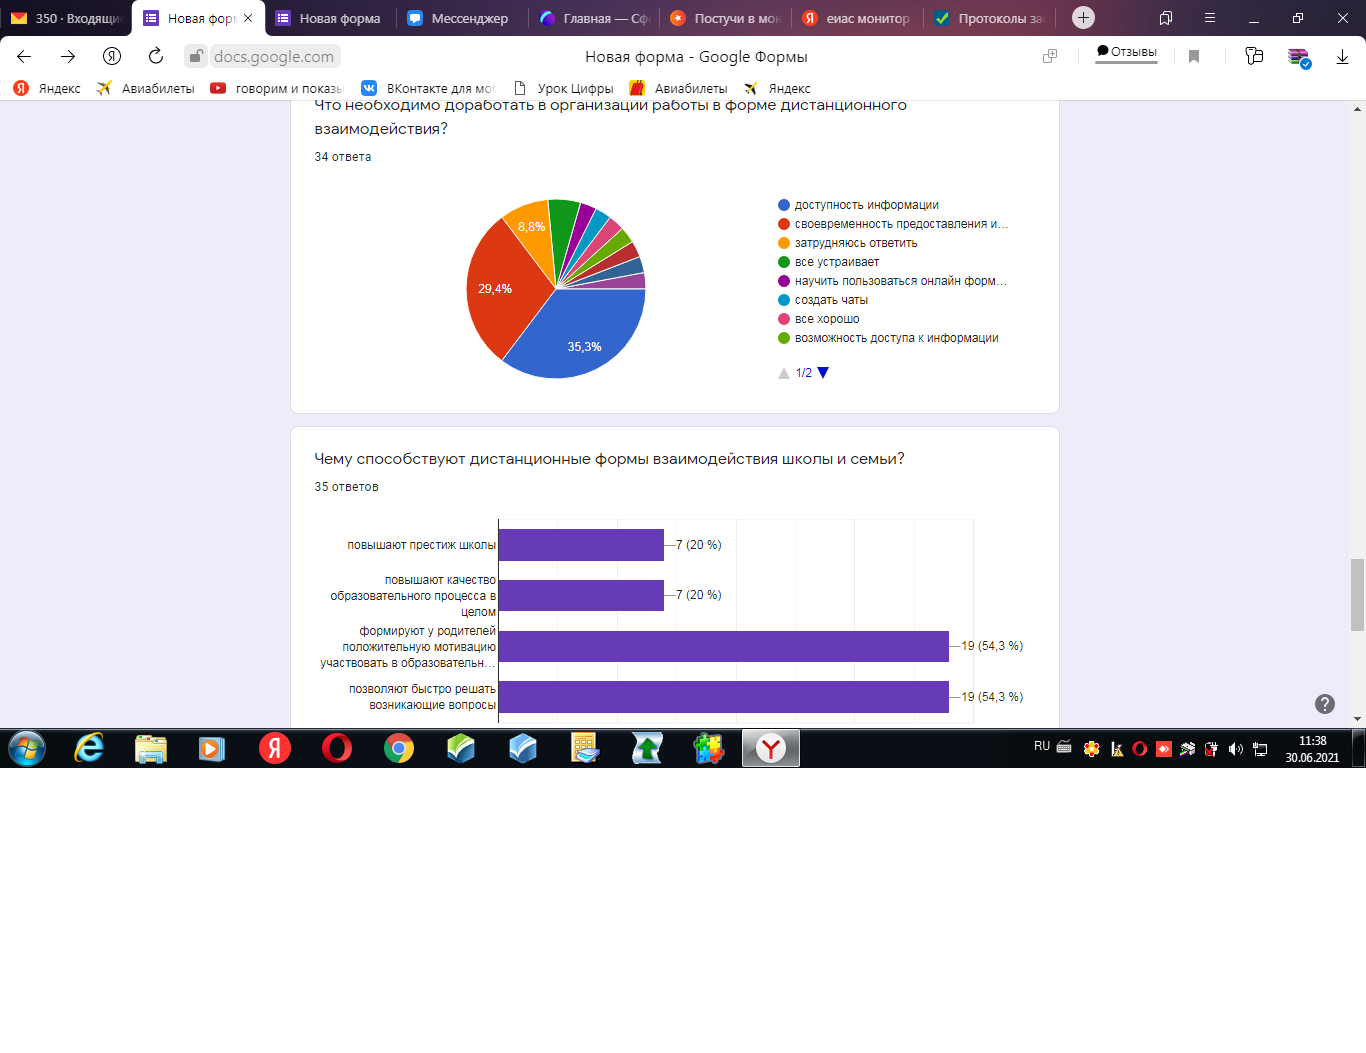 350 · Входящие
Новая форм
Новая форма
Мессенджер
Главная — Сф
Постучи в мою
еиас монитор
Протоколы за
docs.google.com
Новая форма - Google Формы
Отзывы
Яндекс
Авиабилеты
говорим и показы
ВКонтакте для моб
Урок Цифры
Авиабилеты
Яндекс
Что необходимо доработать в организации работы в форме дистанционного
взаимодействия?
34 ответа
8,8%
29,4%
35,3%
доступность информации
своевременность предоставления и…
затрудняюсь ответить
все устраивает
научить пользоваться онлайн форм…
создать чаты
все хорошо
возможность доступа к информации
1/2
Чему способствуют дистанционные формы взаимодействия школы и семьи?
35 ответов
повышают престиж школы
7 (20 %)
повышают качество
образовательного процесса в
целом
7 (20 %)
формируют у родителей
положительную мотивацию
участвовать в образовательн…
19 (54,3 %)
позволяют быстро решать
возникающие вопросы
19 (54,3 %)
RU
11:38
30.06.2021